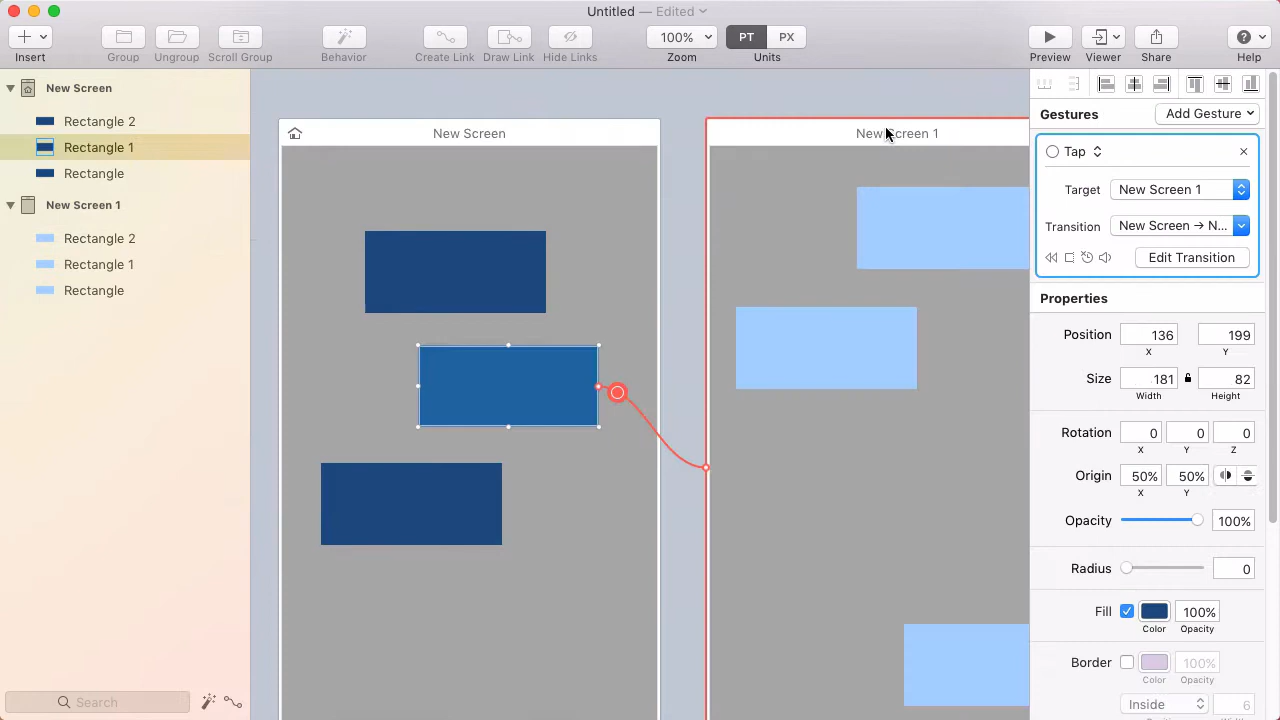 Untitled — Edited
100%
PT PX
Insert Group Ungroup Scroll Group Behavior Create Link Draw Link Hide Links Zoom Units Preview Viewer Share Help
New Screen
Rectangle 2
Rectangle 1
Rectangle
New Screen 1
Rectangle 2
Rectangle 1
Rectangle
Search
New Screen
New Screen 1
Gestures Add Gesture
Tap
Target New Screen 1
Transition New Screen → N...
Edit Transition
Properties
Position 136 199
X Y
Size 181 82
Width Height
Rotation 0 0 0
X Y Z
Origin 50% 50%
X Y
Opacity 100%
Radius 0
Fill 100%
Color Opacity
Border 100%
Color Opacity
Inside 6